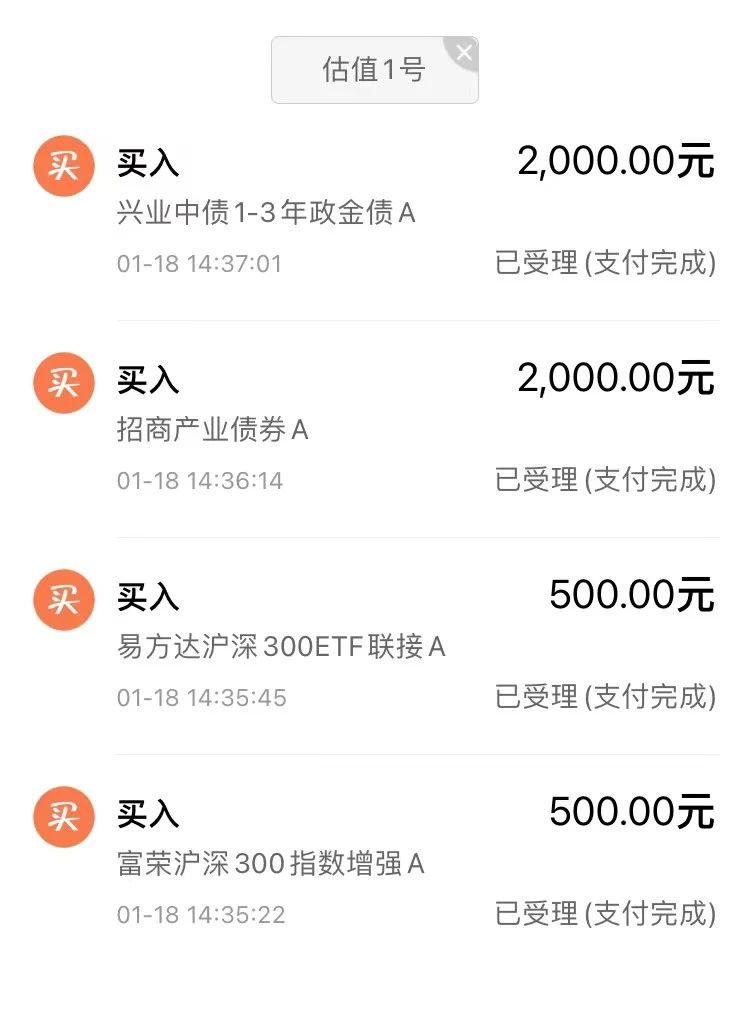 估值1号
买 买入 2,000.00元
兴业中债1-3年政金债A
01-18 14:37:01 已受理(支付完成)
买 买入 2,000.00元
招商产业债券A
01-18 14:36:14 已受理(支付完成)
买 买入 500.00元
易方达沪深300ETF联接A
01-18 14:35:45 已受理(支付完成)
买 买入 500.00元
富荣沪深300指数增强A
01-18 14:35:22 已受理(支付完成)